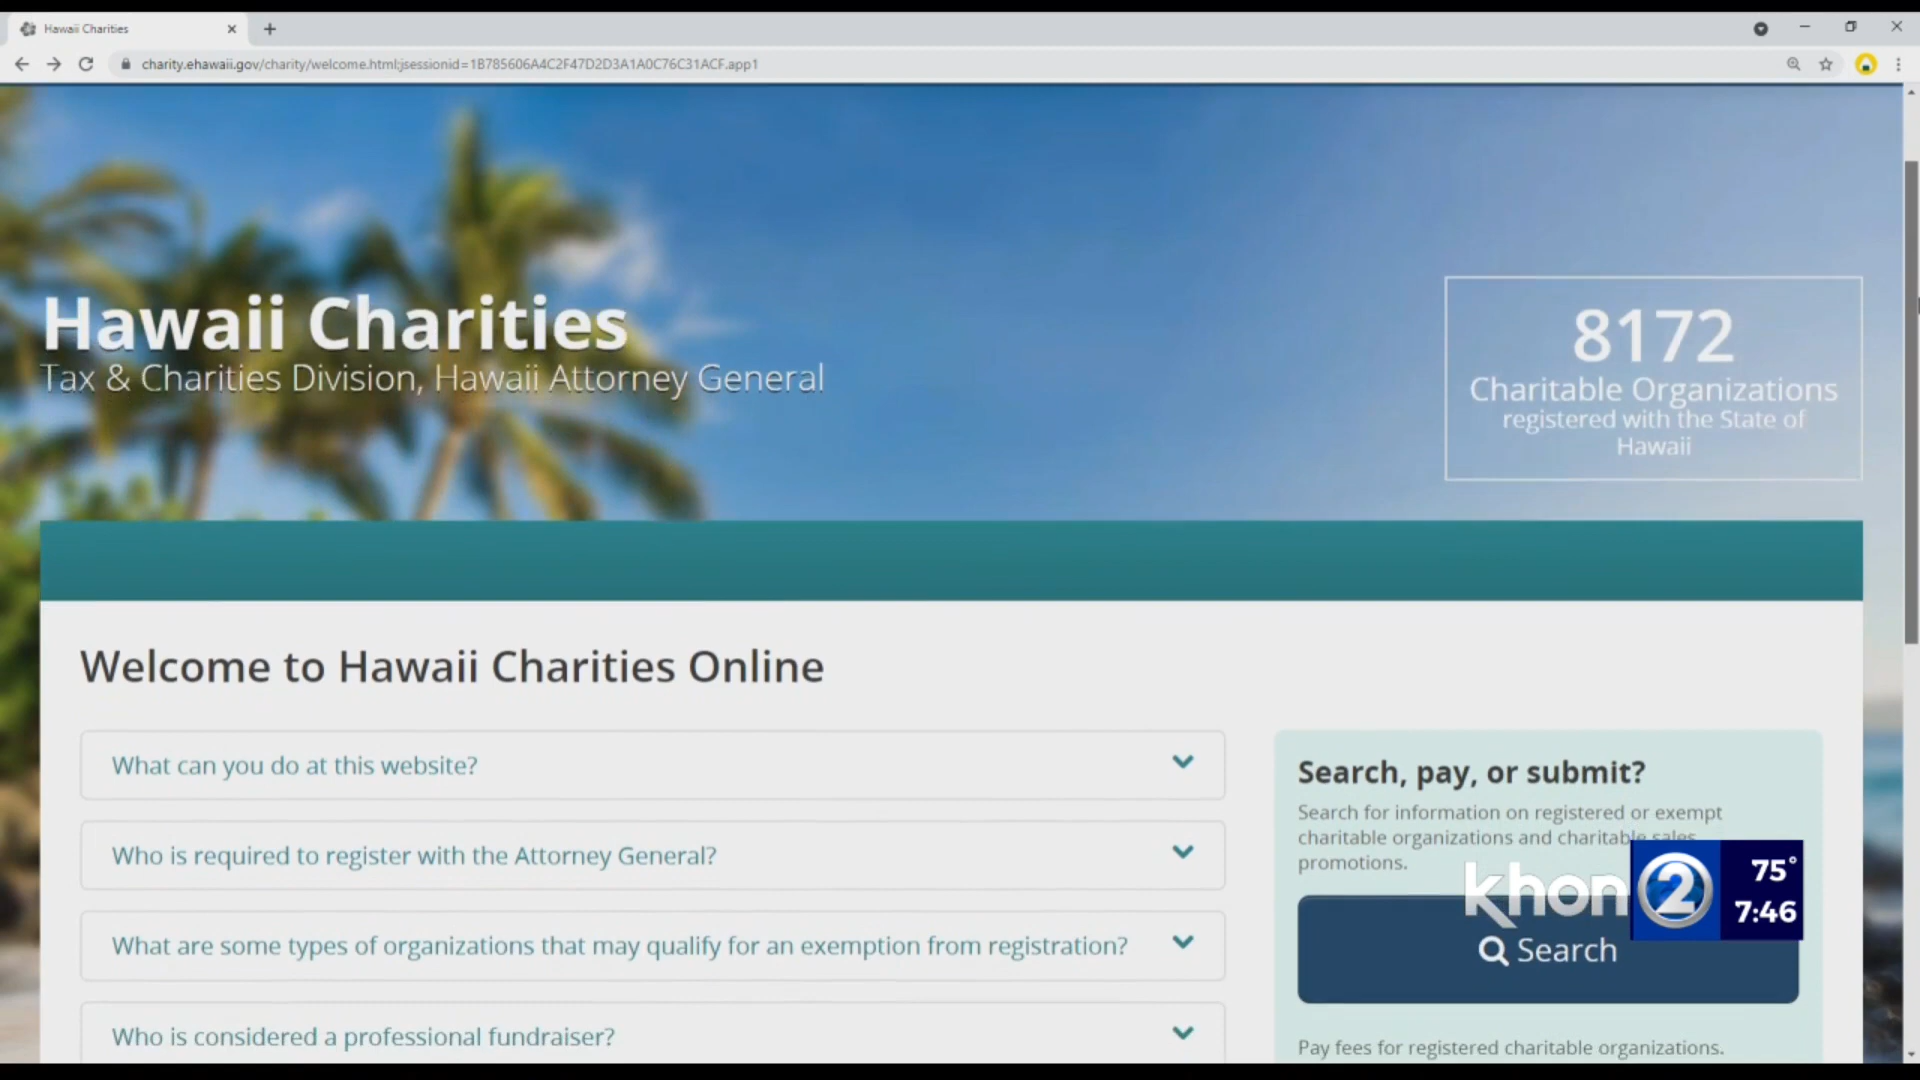 Hawaii Charities
charity.ehawaii.gov/charity/welcome.html;jsessionid=1B785606A4C2F47D2D3A1A0C76C31ACF.app1
Hawaii Charities
Tax & Charities Division, Hawaii Attorney General
8172
Charitable Organizations
registered with the State of
Hawaii
Welcome to Hawaii Charities Online
What can you do at this website?
Who is required to register with the Attorney General?
What are some types of organizations that may qualify for an exemption from registration?
Who is considered a professional fundraiser?
Search, pay, or submit?
Search for information on registered or exempt
charitable organizations and charitable sales
promotions.
Search
Pay fees for registered charitable organizations.
khon 2
75°
7:46